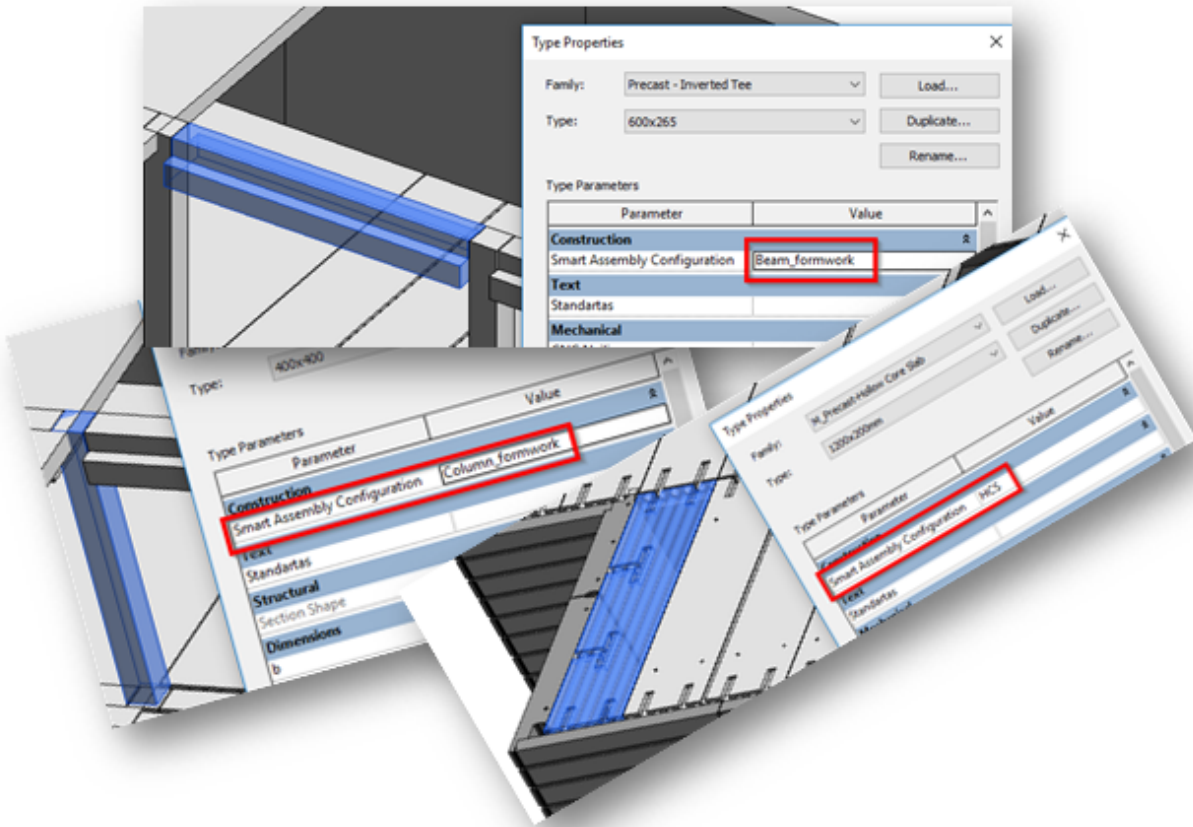 Type Properties
Family: Precast - Inverted Tee Load...
Type: 600x265 Duplicate...
Rename...
Type Parameters
Parameter Value
Construction
Smart Assembly Configuration Beam_formwork
Text
Standartas
Mechanical
Type: 400x400
Type Parameters
Parameter Value
Construction
Smart Assembly Configuration Column_formwork
Text
Standartas
Structural
Section Shape
Dimensions
b
Type Properties
Family: M_Precast-Hollow Core Slab Load...
Type: 1200x200mm Duplicate...
Rename...
Type Parameters
Parameter Value
Construction
Smart Assembly Configuration HCS
Text
Standartas
Mechanical